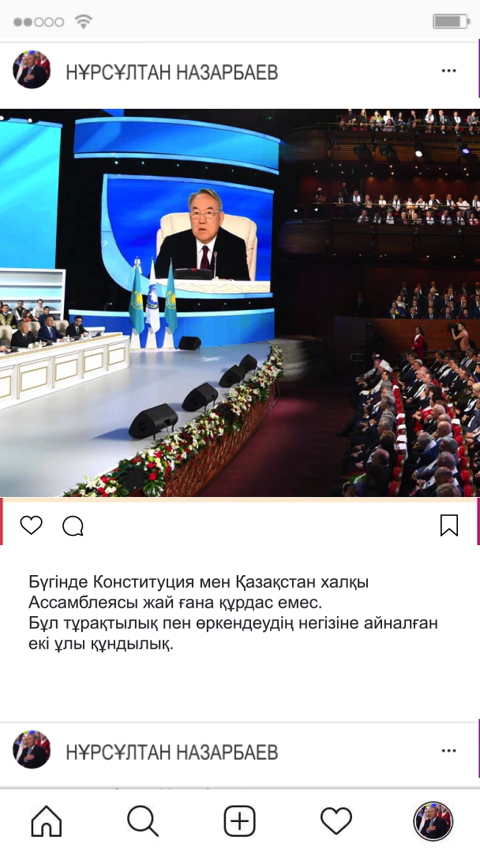 НҰРСҰЛТАН НАЗАРБАЕВ
Бүгінде Конституция мен Қазақстан халқы
Ассамблеясы жай ғана құрдас емес.
Бұл тұрақтылық пен өркендеудің негізіне айналған
екі ұлы құндылық.
НҰРСҰЛТАН НАЗАРБАЕВ